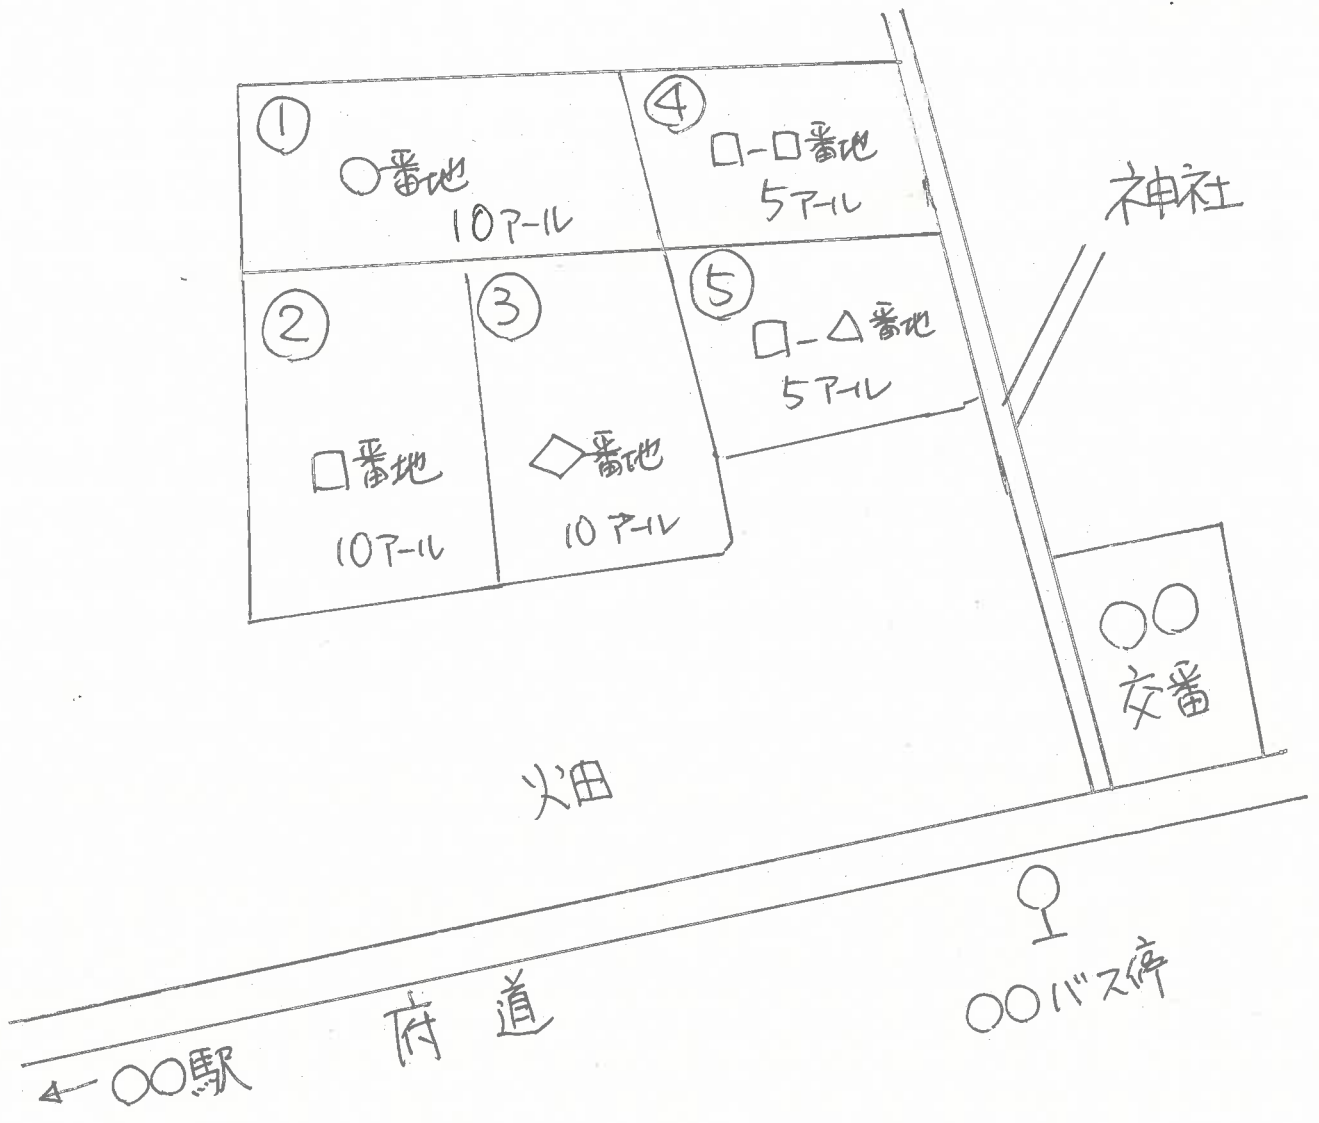 ①
○番地
10アール
④
□-□番地
5アール
神社
②
□番地
10アール
③
◇番地
10アール
⑤
□-△番地
5アール
○○
交番
畑
○○バス停
府道
←○○駅